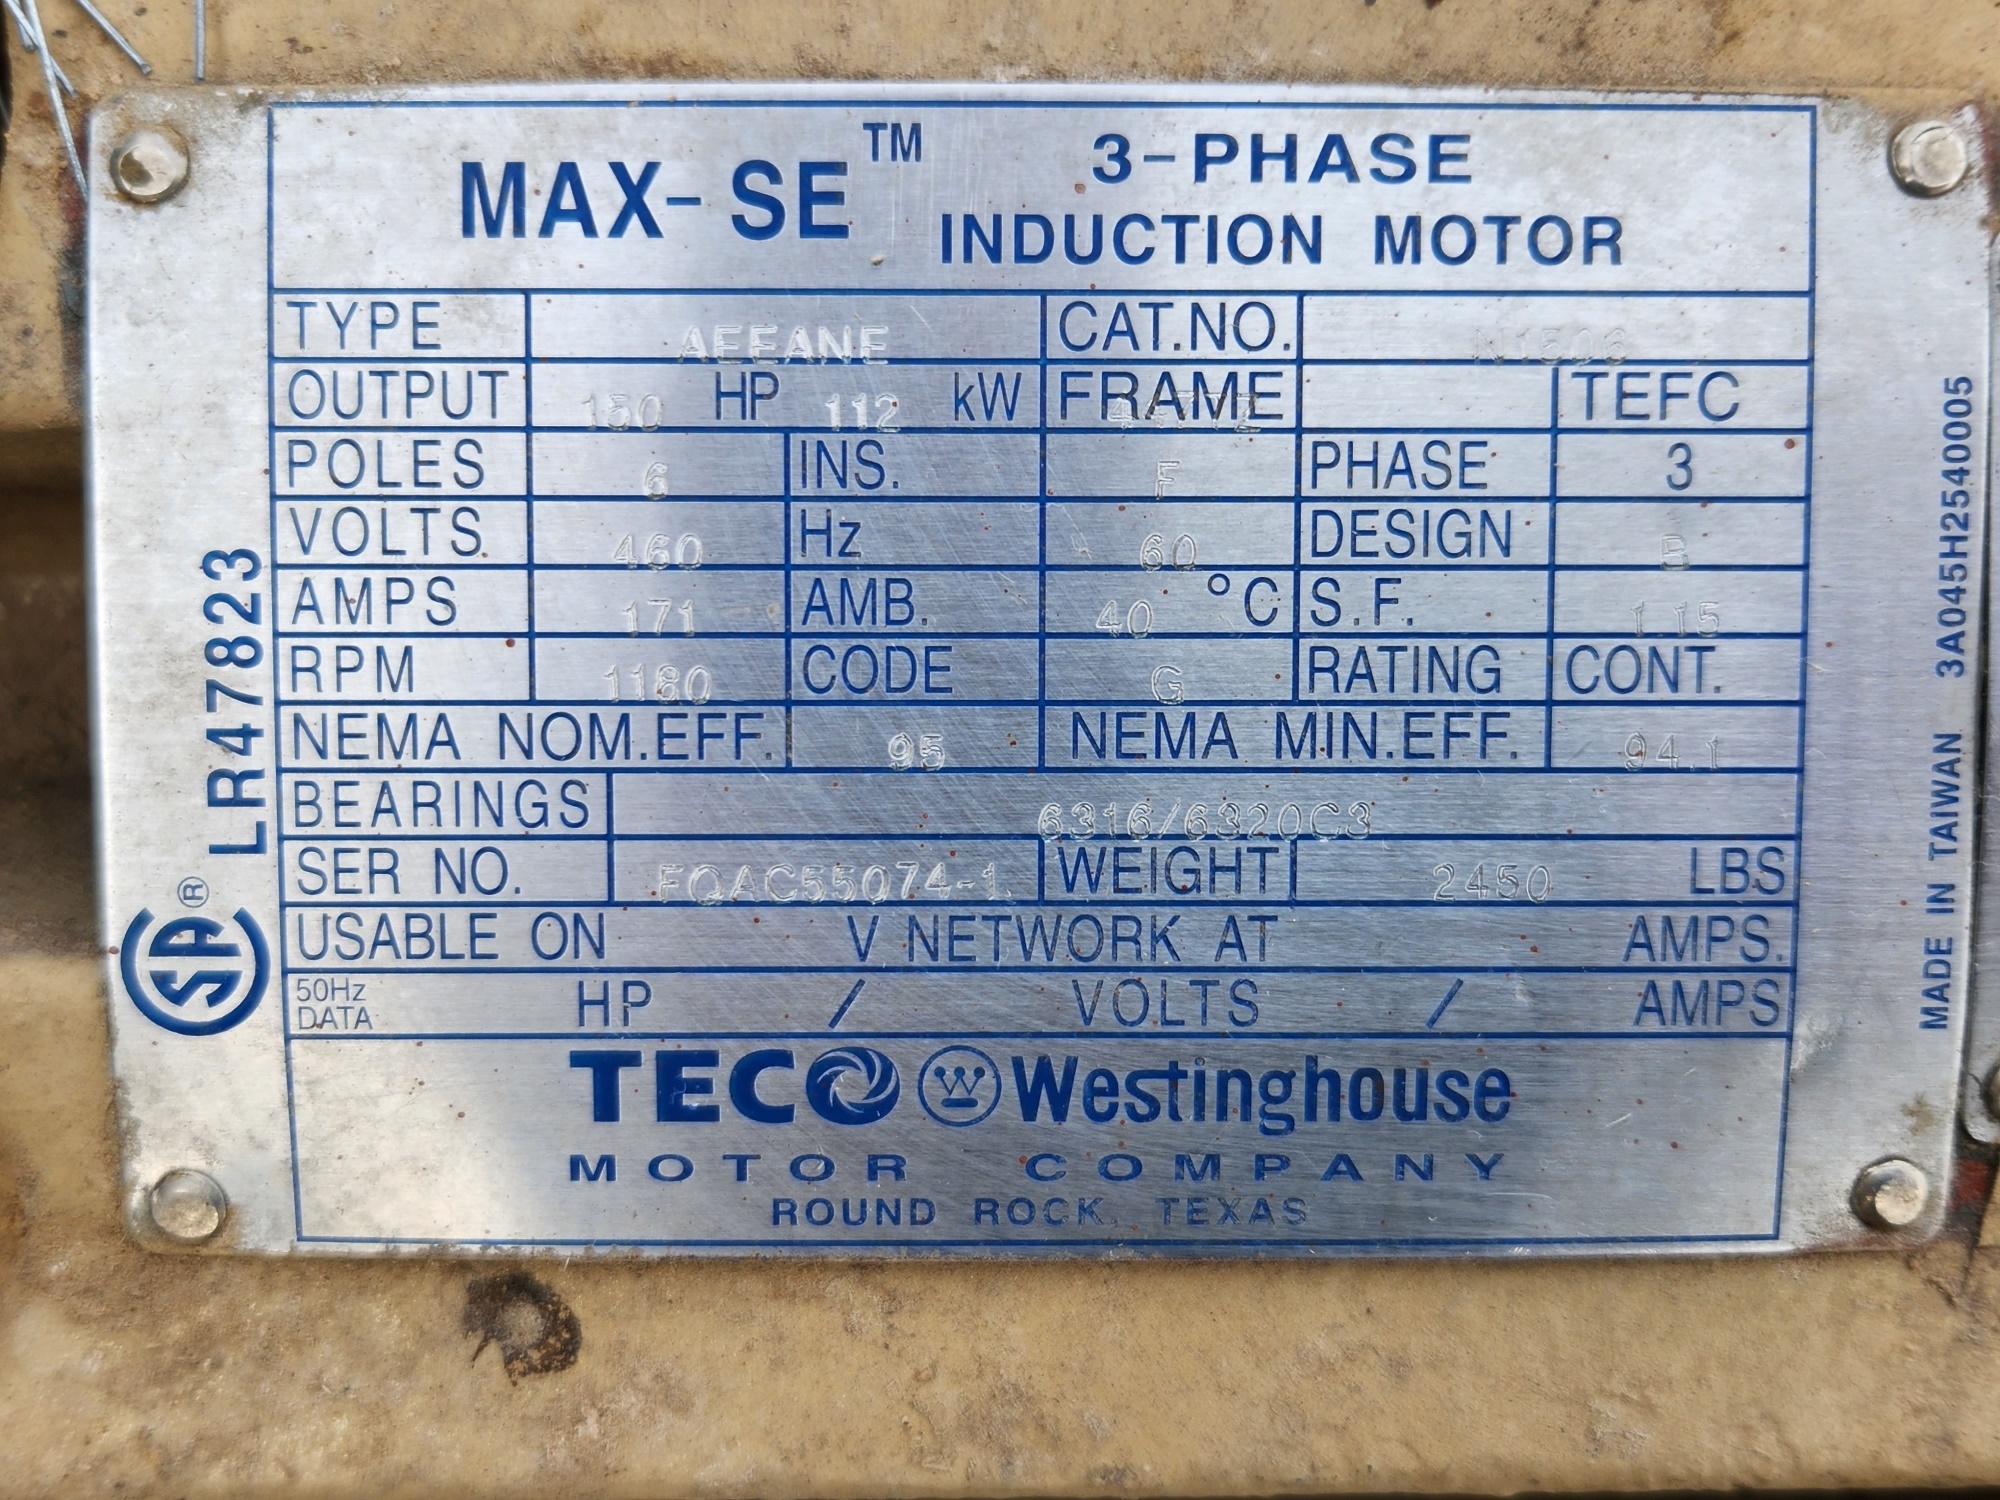 MAX-SE™ 3-PHASE
INDUCTION MOTOR
TYPE AEEANE CAT.NO. N1506
OUTPUT 150 HP 112 kW FRAME TEFC
POLES 6 INS. F PHASE 3
VOLTS 460 Hz 60 DESIGN B
AMPS 171 AMB. 40 °C S.F. 1.15
RPM 1180 CODE G RATING CONT.
NEMA NOM.EFF. 95 NEMA MIN.EFF. 94.1
BEARINGS 6316/6320C3
SER NO. FQAC55074-1 WEIGHT 2450 LBS
USABLE ON V NETWORK AT AMPS.
50Hz DATA HP / VOLTS / AMPS
TECO W Westinghouse
MOTOR COMPANY
ROUND ROCK, TEXAS
SA ® LR47823
MADE IN TAIWAN 3A045H2540005